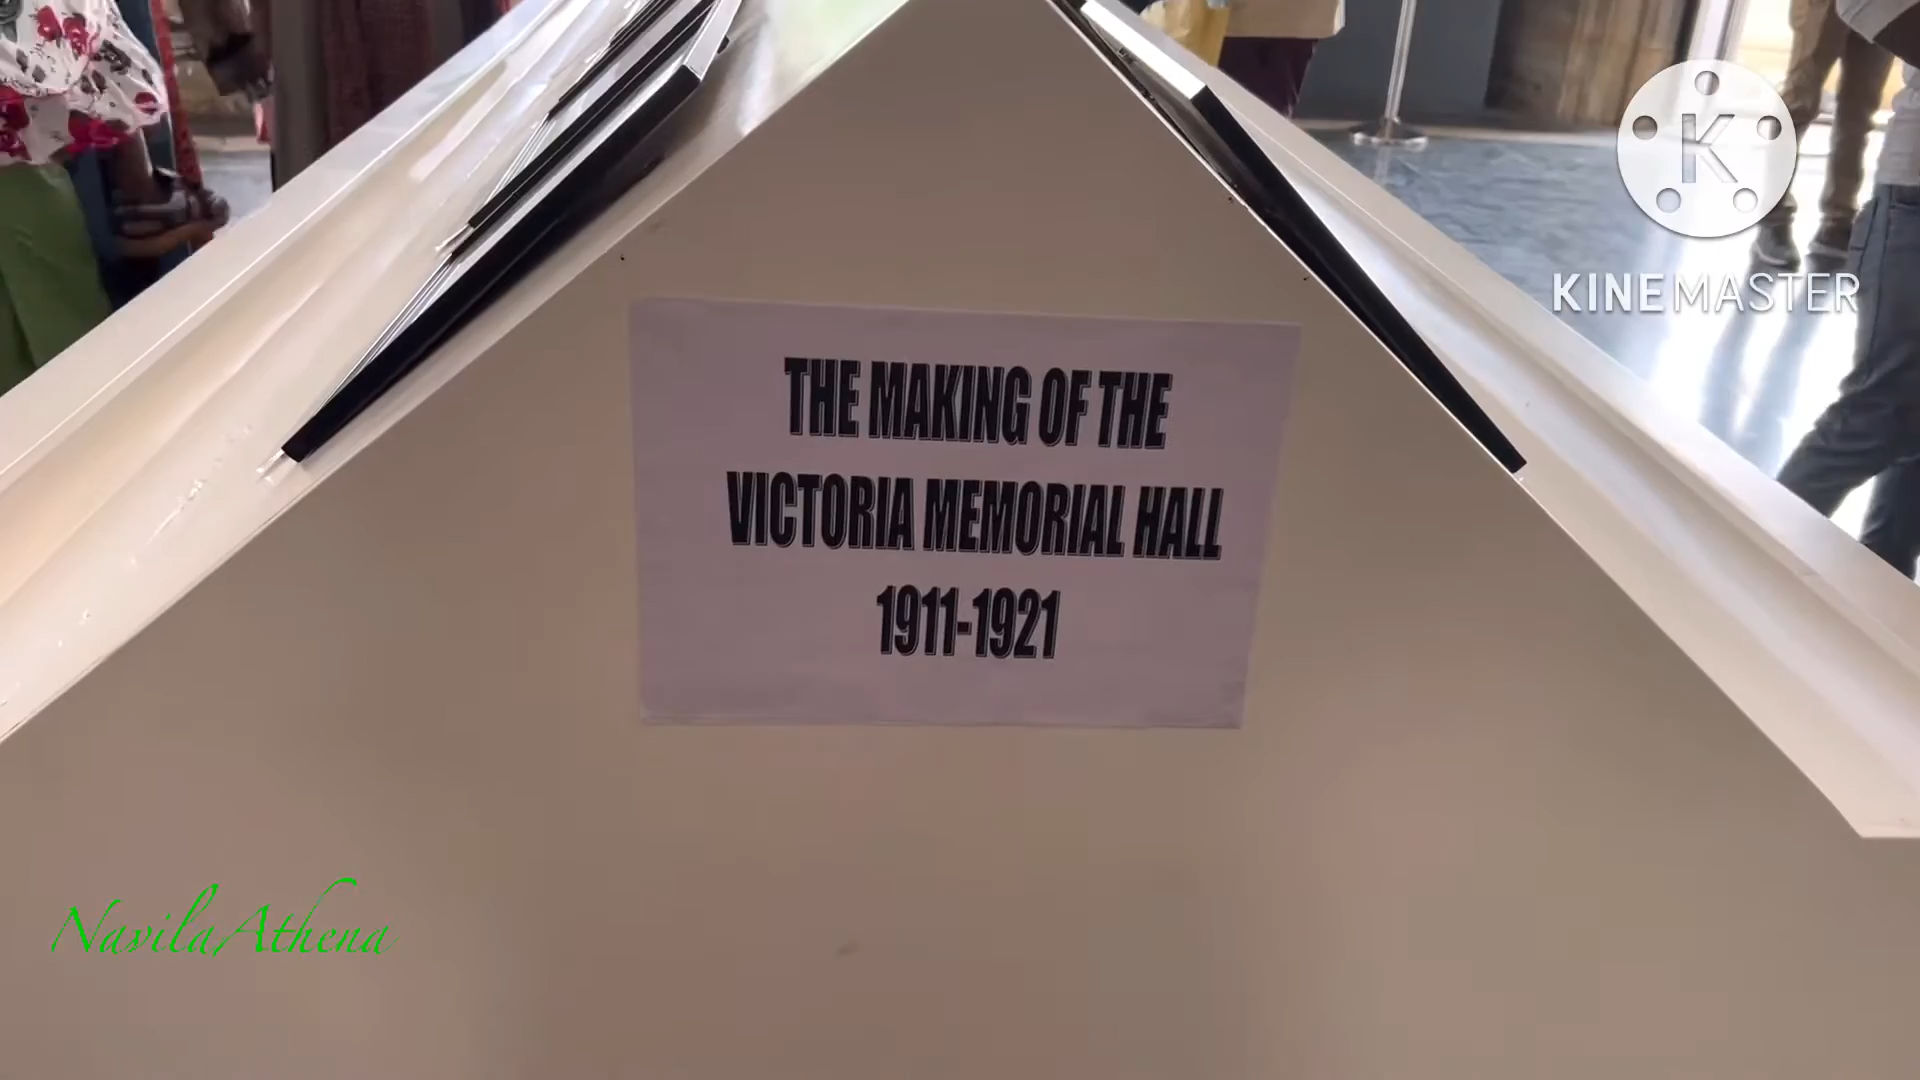 K
KINEMASTER
THE MAKING OF THE
VICTORIA MEMORIAL HALL
1911-1921
NavilaAthena